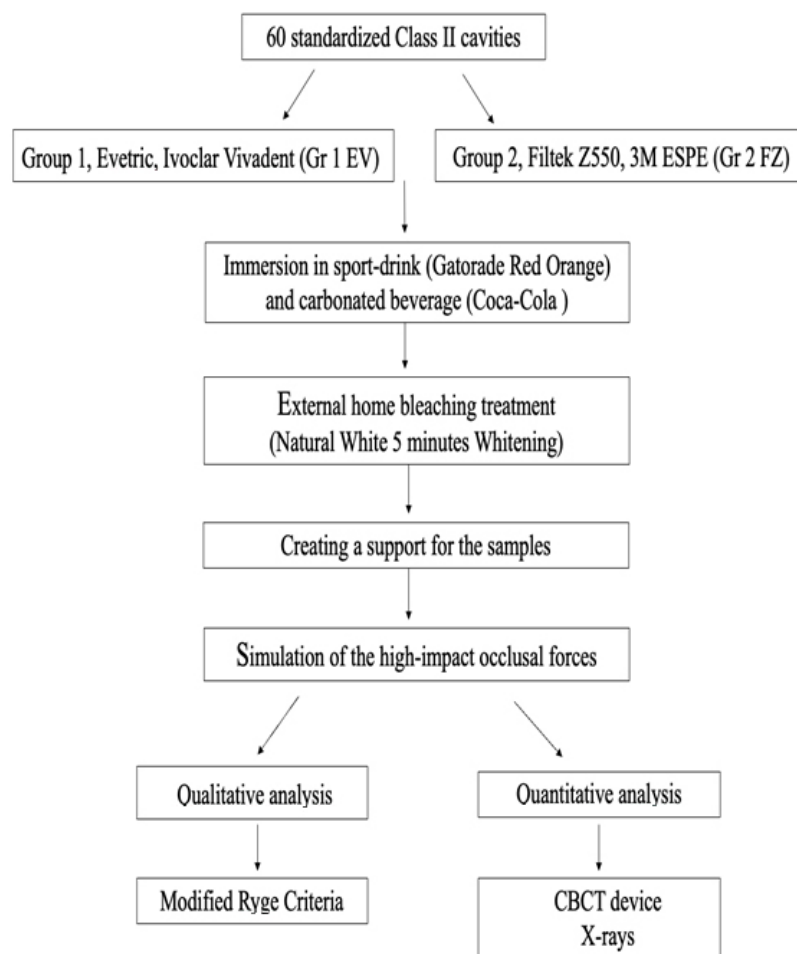 60 standardized Class II cavities
Group 1, Evetric, Ivoclar Vivadent (Gr 1 EV)
Group 2, Filtek Z550, 3M ESPE (Gr 2 FZ)
Immersion in sport-drink (Gatorade Red Orange)
and carbonated beverage (Coca-Cola )
External home bleaching treatment
(Natural White 5 minutes Whitening)
Creating a support for the samples
Simulation of the high-impact occlusal forces
Qualitative analysis
Quantitative analysis
Modified Ryge Criteria
CBCT device
X-rays